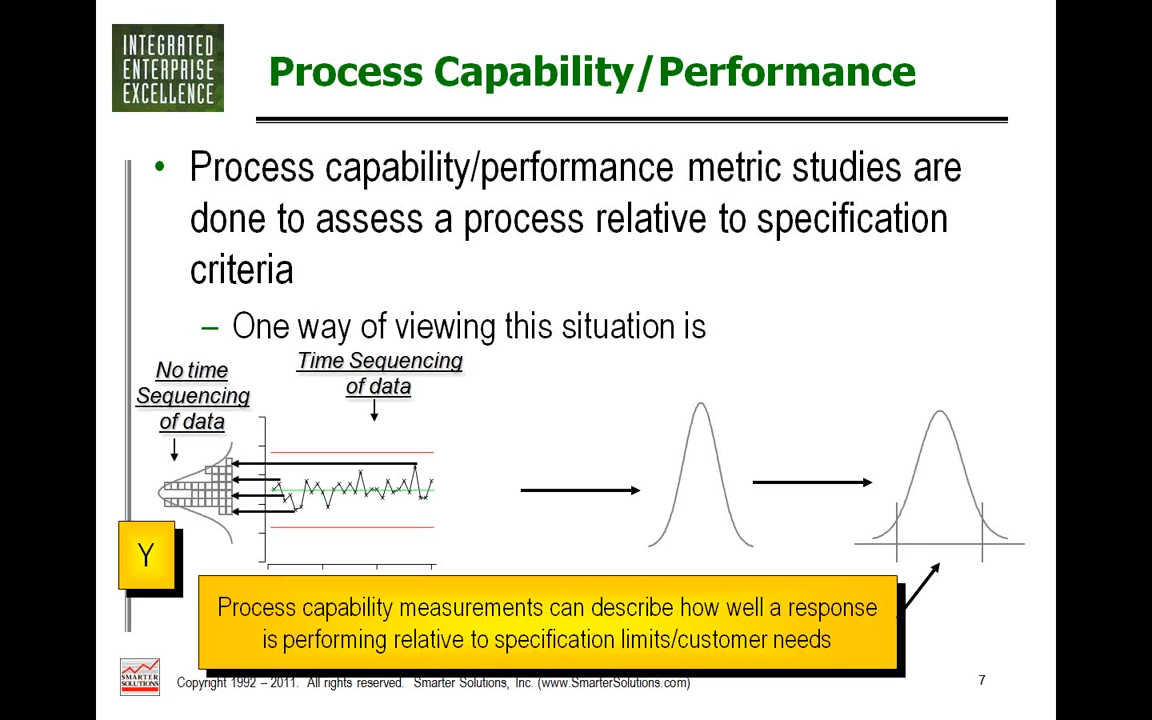 INTEGRATED
ENTERPRISE
EXCELLENCE
Process Capability/Performance
• Process capability/performance metric studies are
done to assess a process relative to specification
criteria
– One way of viewing this situation is
No time
Sequencing
of data
Time Sequencing
of data
Y
Process capability measurements can describe how well a response
is performing relative to specification limits/customer needs
SMARTER
SOLUTIONS
Copyright 1992 – 2011. All rights reserved. Smarter Solutions, Inc. (www.SmarterSolutions.com)
7